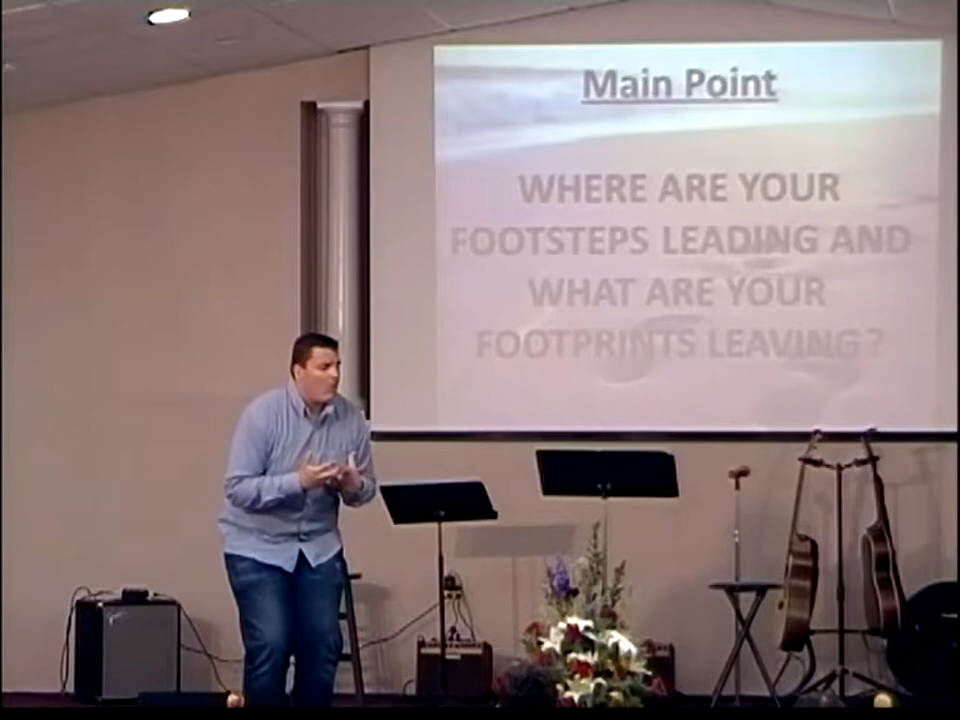 Main Point
WHERE ARE YOUR
FOOTSTEPS LEADING AND
WHAT ARE YOUR
FOOTPRINTS LEAVING?